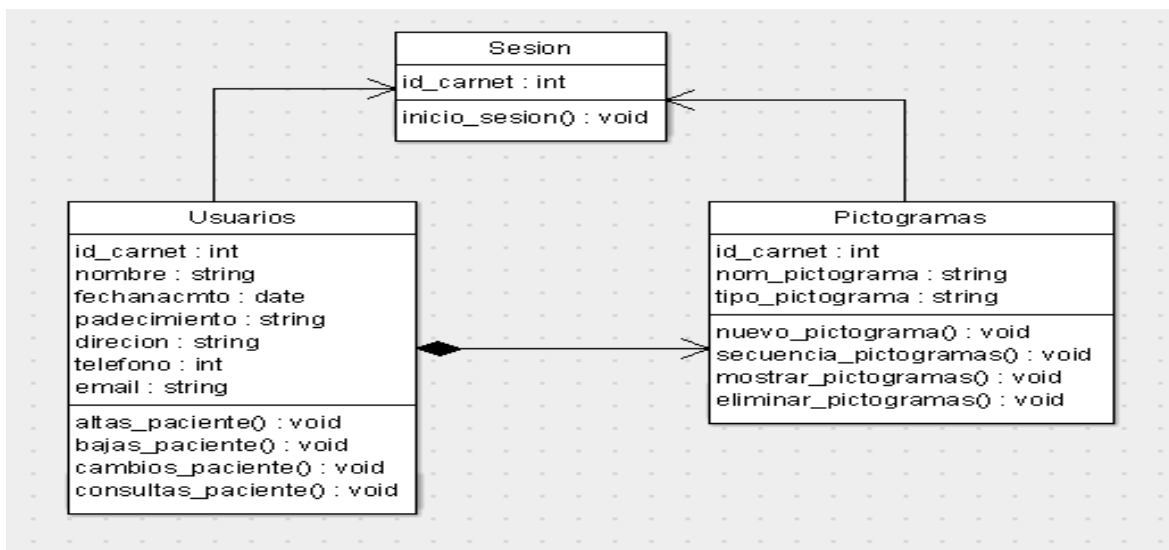 Sesion
id_carnet : int
inicio_sesion() : void
Usuarios
id_carnet : int
nombre : string
fechanacmto : date
padecimiento : string
direcion : string
telefono : int
email : string
altas_paciente() : void
bajas_paciente() : void
cambios_paciente() : void
consultas_paciente() : void
Pictogramas
id_carnet : int
nom_pictograma : string
tipo_pictograma : string
nuevo_pictograma() : void
secuencia_pictogramas() : void
mostrar_pictogramas() : void
eliminar_pictogramas() : void